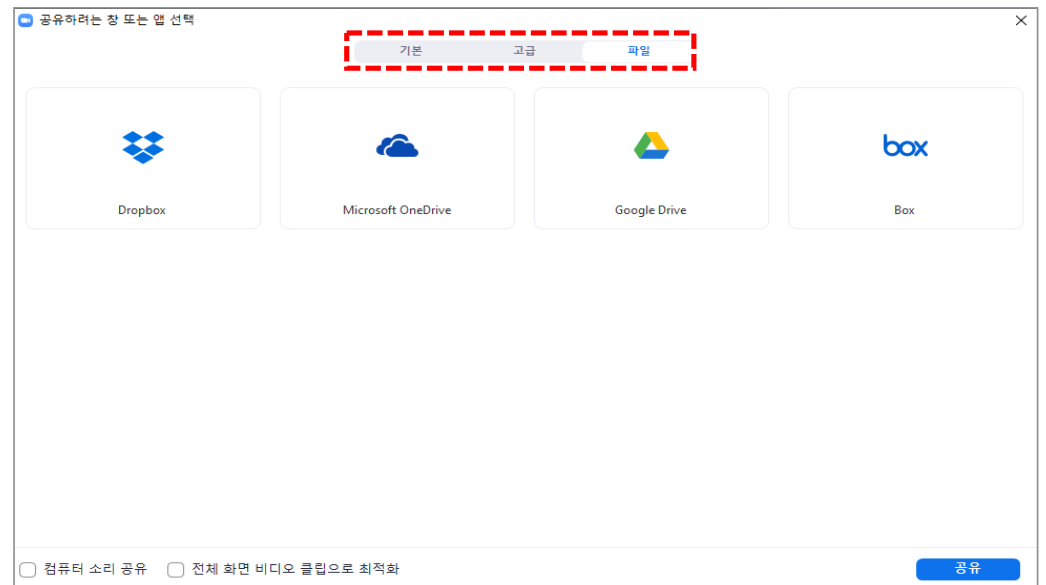 공유하려는 창 또는 앱 선택
기본 고급 파일
box
Dropbox Microsoft OneDrive Google Drive Box
컴퓨터 소리 공유 전체 화면 비디오 클립으로 최적화 공유